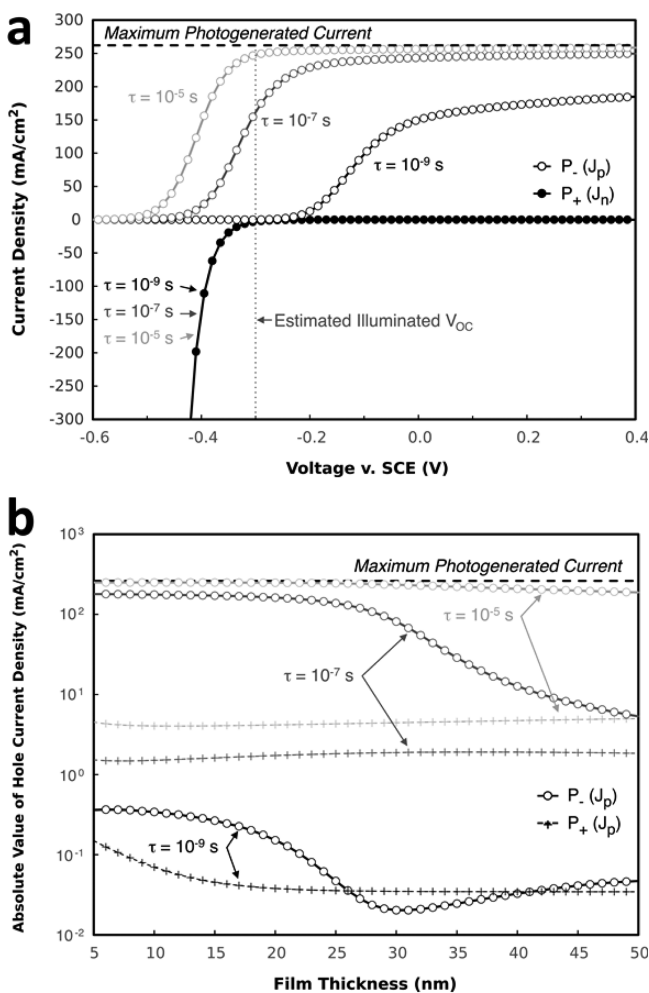 a
Maximum Photogenerated Current
300
250
200
150
100
50
0
-50
-100
-150
-200
-250
-300
Current Density (mA/cm²)
τ = 10⁻⁵ s
τ = 10⁻⁷ s
τ = 10⁻⁹ s
P₋ (Jₚ)
P₊ (Jₙ)
τ = 10⁻⁹ s
τ = 10⁻⁷ s
τ = 10⁻⁵ s
Estimated Illuminated V_OC
-0.6 -0.4 -0.2 0.0 0.2 0.4
Voltage v. SCE (V)
b
10³
10²
10¹
10⁰
10⁻¹
10⁻²
Absolute Value of Hole Current Density (mA/cm²)
Maximum Photogenerated Current
τ = 10⁻⁵ s
τ = 10⁻⁷ s
P₋ (Jₚ)
P₊ (Jₚ)
τ = 10⁻⁹ s
5 10 15 20 25 30 35 40 45 50
Film Thickness (nm)